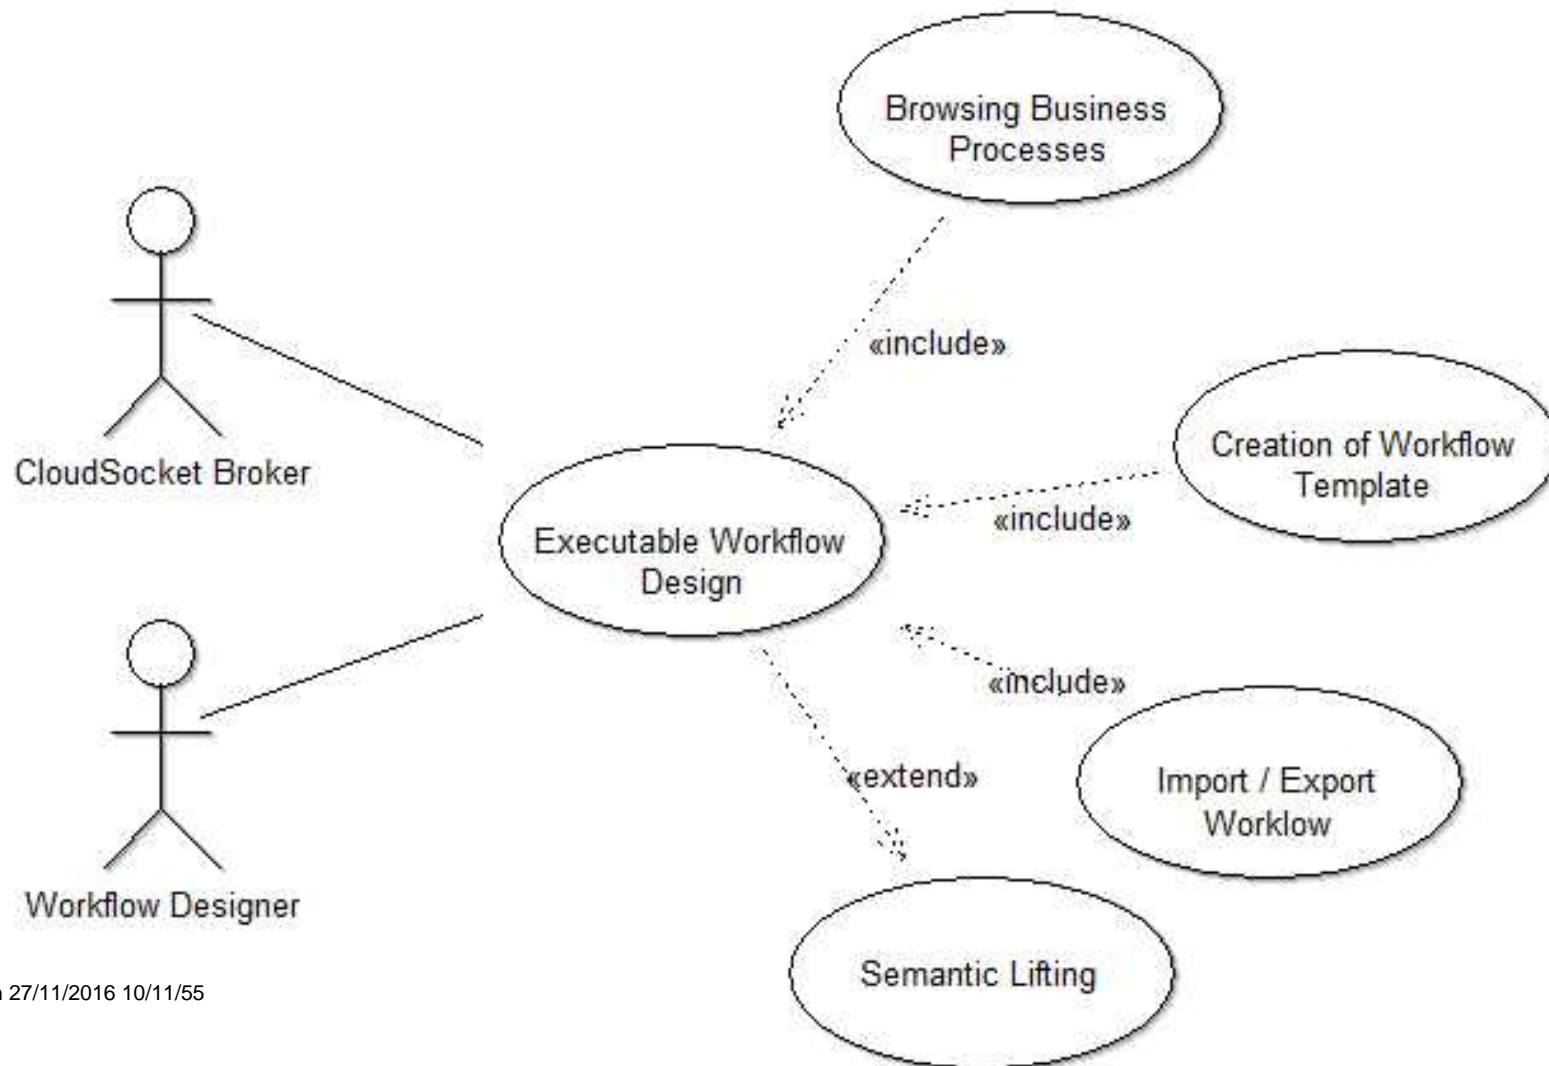 Browsing Business
Processes
«include»
CloudSocket Broker
Creation of Workflow
Template
«include»
Executable Workflow
Design
«include»
«extend»
Import / Export
Worklow
Workflow Designer
Semantic Lifting
27/11/2016 10/11/55